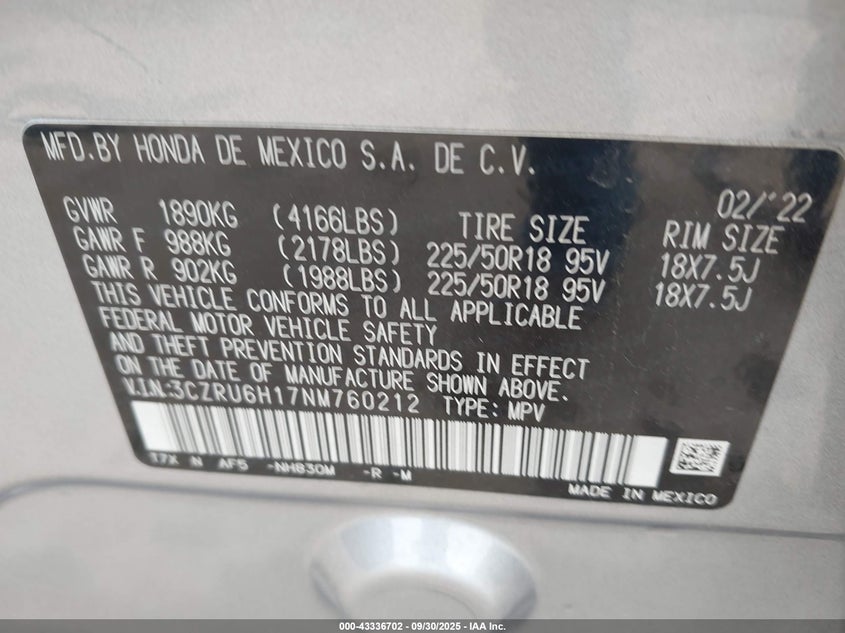 MFD.BY HONDA DE MEXICO S.A. DE C.V.
02/'22
GVWR 1890KG (4166LBS) TIRE SIZE RIM SIZE
GAWR F 988KG (2178LBS) 225/50R18 95V 18X7.5J
GAWR R 902KG (1988LBS) 225/50R18 95V 18X7.5J
THIS VEHICLE CONFORMS TO ALL APPLICABLE
FEDERAL MOTOR VEHICLE SAFETY
AND THEFT PREVENTION STANDARDS IN EFFECT
ON THE DATE OF MANUFACTURE SHOWN ABOVE.
V.I.N:3CZRU6H17NM760212 TYPE: MPV
T7X N AF5 -NH830M -R -M
MADE IN MEXICO
000-43336702 - 09/30/2025 - IAA Inc.